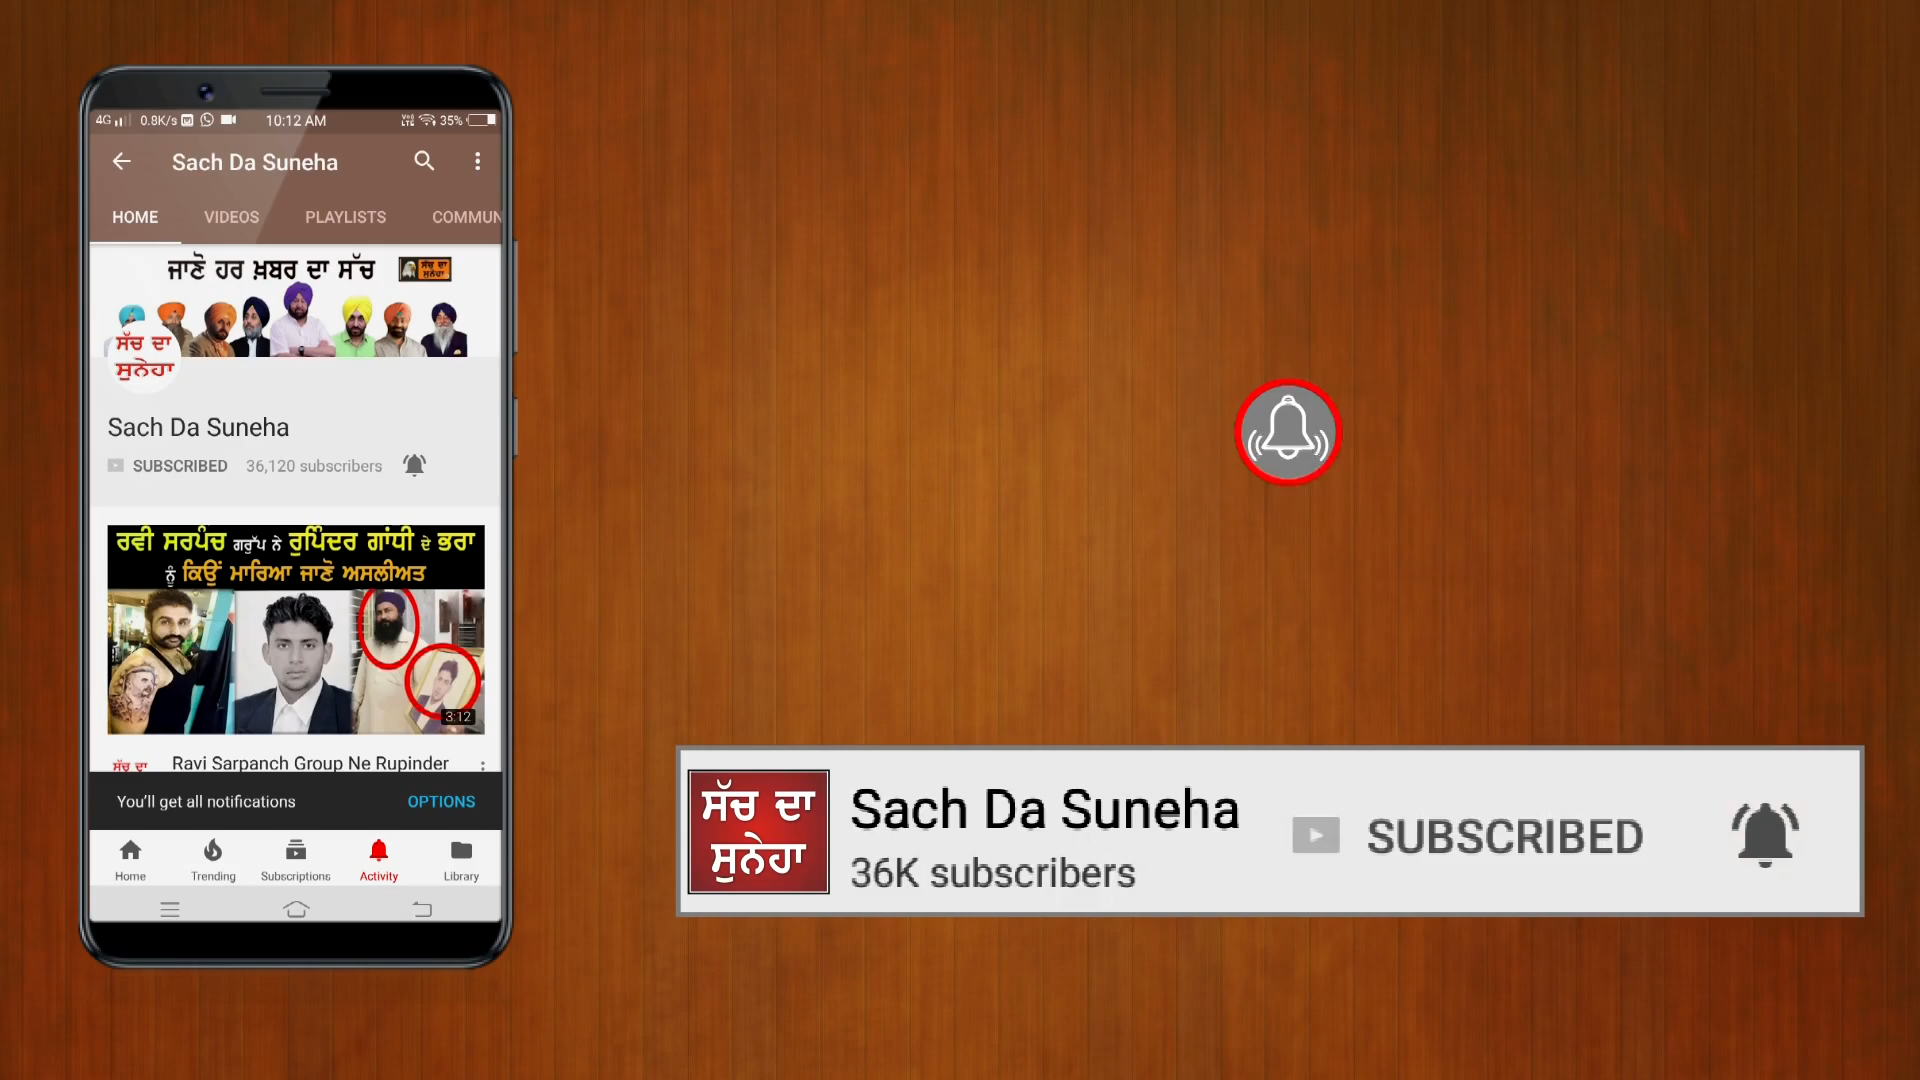 4G 0.8K/s 10:12 AM VoD LTE 35%
Sach Da Suneha
HOME VIDEOS PLAYLISTS COMMUN
ਜਾਣੋ ਹਰ ਖ਼ਬਰ ਦਾ ਸੱਚ
ਸੱਚ ਦਾ
ਸੁਨੇਹਾ
ਸੱਚ ਦਾ
ਸੁਨੇਹਾ
Sach Da Suneha
SUBSCRIBED 36,120 subscribers
ਰਵੀ ਸਰਪੰਚ ਗਰੁੱਪ ਨੇ ਰੁਪਿੰਦਰ ਗਾਂਧੀ ਦੇ ਭਰਾ
ਨੂੰ ਕਿਉਂ ਮਾਰਿਆ ਜਾਣੋ ਅਸਲੀਅਤ
3:12
ਸੱਚ ਦਾ
Ravi Sarpanch Group Ne Rupinder
You'll get all notifications OPTIONS
Home Trending Subscriptions Activity Library
ਸੱਚ ਦਾ
ਸੁਨੇਹਾ
Sach Da Suneha
36K subscribers
SUBSCRIBED